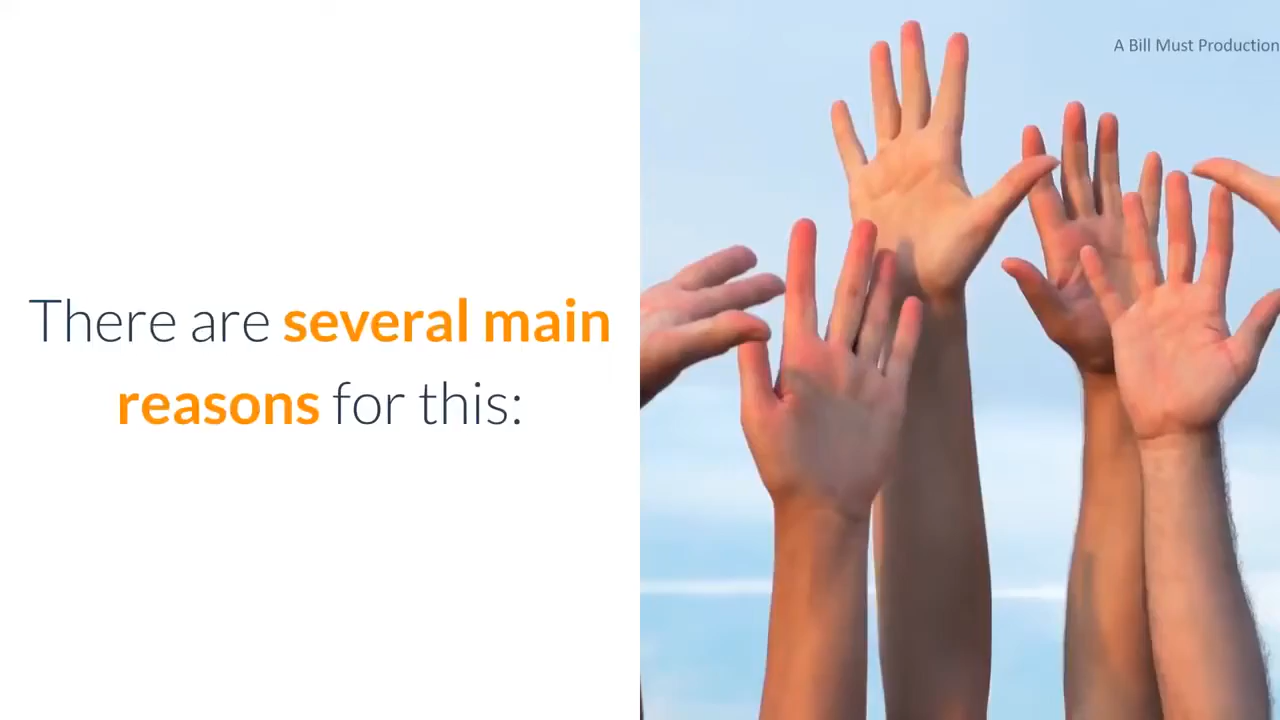 A Bill Must Production
There are several main
reasons for this: